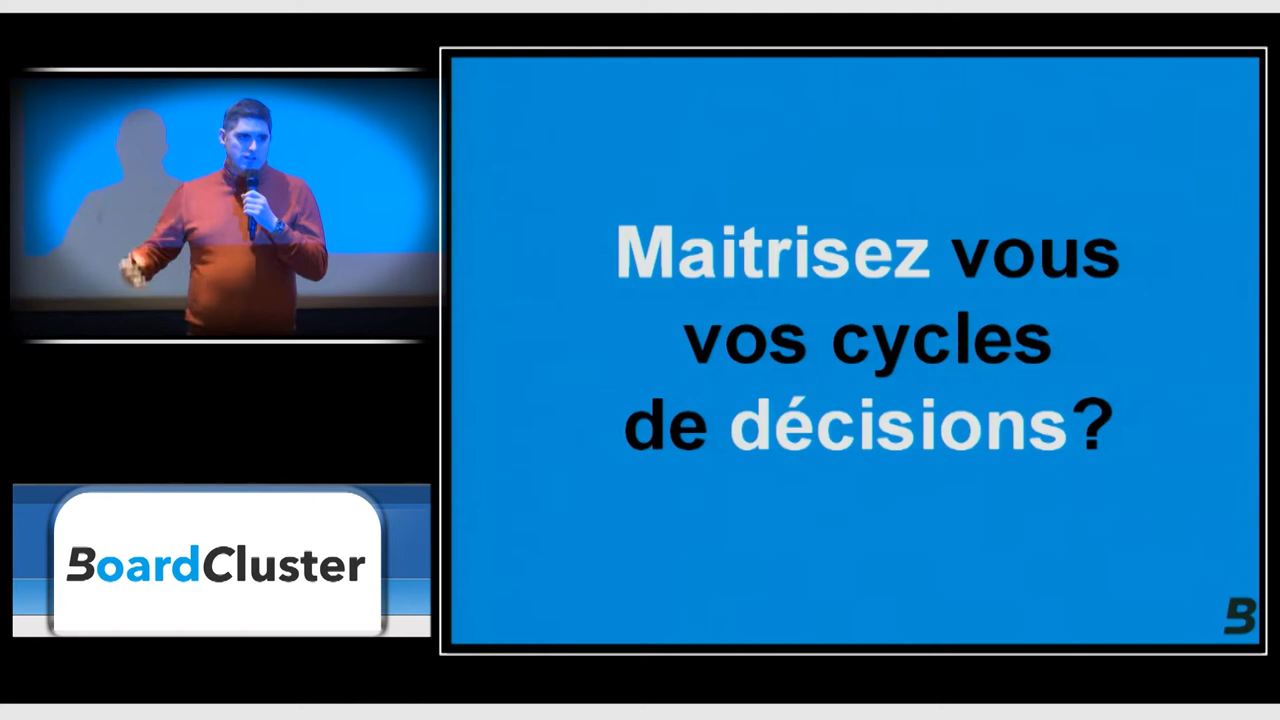 Maitrisez vous
vos cycles
de décisions?
BoardCluster
B